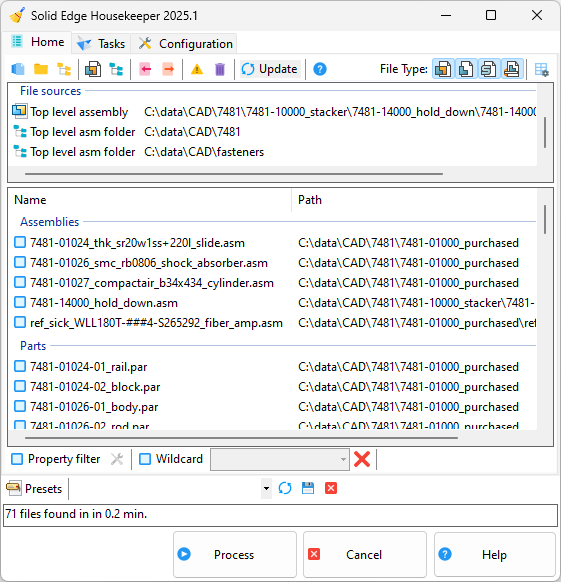 Solid Edge Housekeeper 2025.1
Home Tasks Configuration
Update File Type:
File sources
Top level assembly C:\data\CAD\7481\7481-10000_stacker\7481-14000_hold_down\7481-14000
Top level asm folder C:\data\CAD\7481
Top level asm folder C:\data\CAD\fasteners
Name Path
Assemblies
7481-01024_thk_sr20w1ss+220l_slide.asm C:\data\CAD\7481\7481-01000_purchased
7481-01026_smc_rb0806_shock_absorber.asm C:\data\CAD\7481\7481-01000_purchased
7481-01027_compactair_b34x434_cylinder.asm C:\data\CAD\7481\7481-01000_purchased
7481-14000_hold_down.asm C:\data\CAD\7481\7481-10000_stacker\7481-
ref_sick_WLL180T-###4-S265292_fiber_amp.asm C:\data\CAD\7481\7481-01000_purchased\ref
Parts
7481-01024-01_rail.par C:\data\CAD\7481\7481-01000_purchased
7481-01024-02_block.par C:\data\CAD\7481\7481-01000_purchased
7481-01026-01_body.par C:\data\CAD\7481\7481-01000_purchased
7481-01026-02_rod.par C:\data\CAD\7481\7481-01000_purchased
Property filter Wildcard
Presets
71 files found in in 0.2 min.
Process Cancel Help